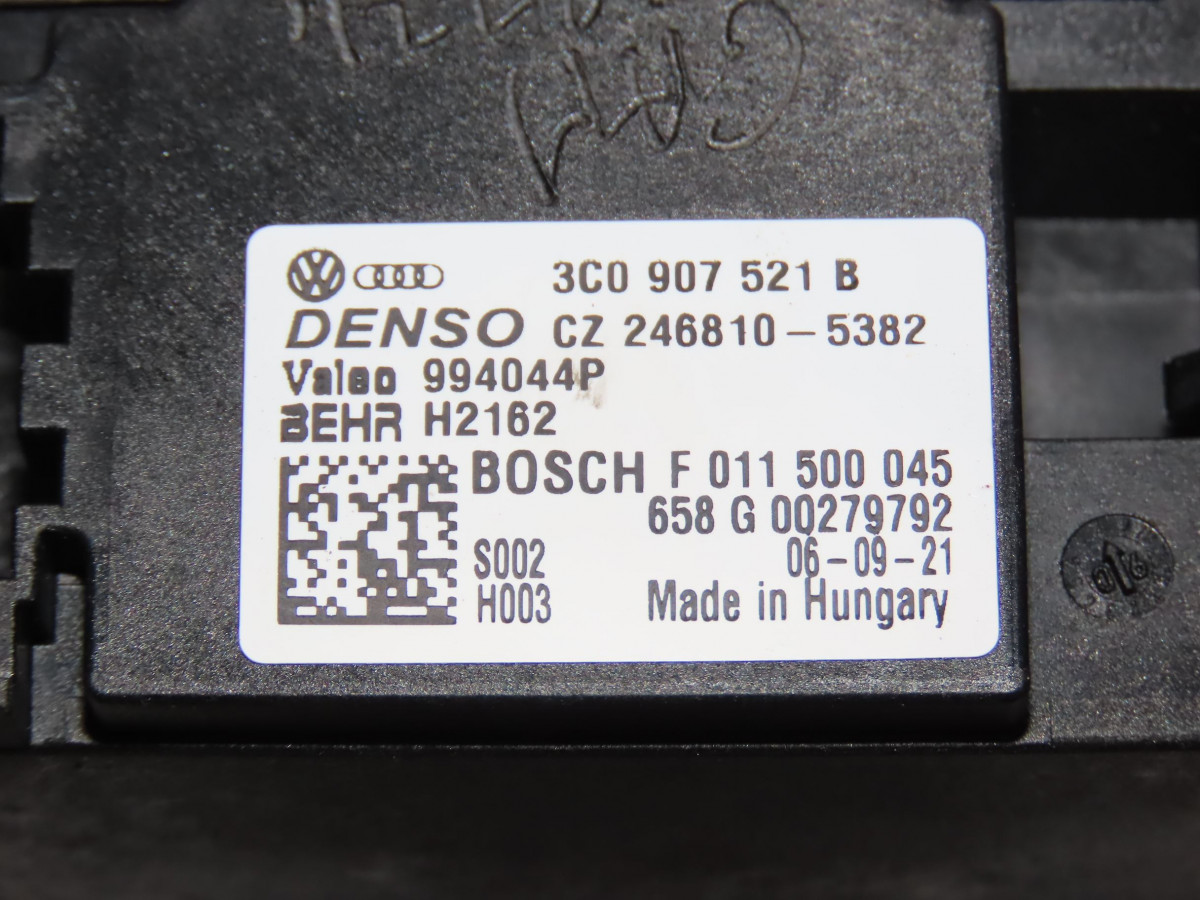 VW 3C0 907 521 B
DENSO CZ 246810-5382
Valeo 994044P
BEHR H2162
BOSCH F 011 500 045
658 G 00279792
S002 06-09-21
H003 Made in Hungary